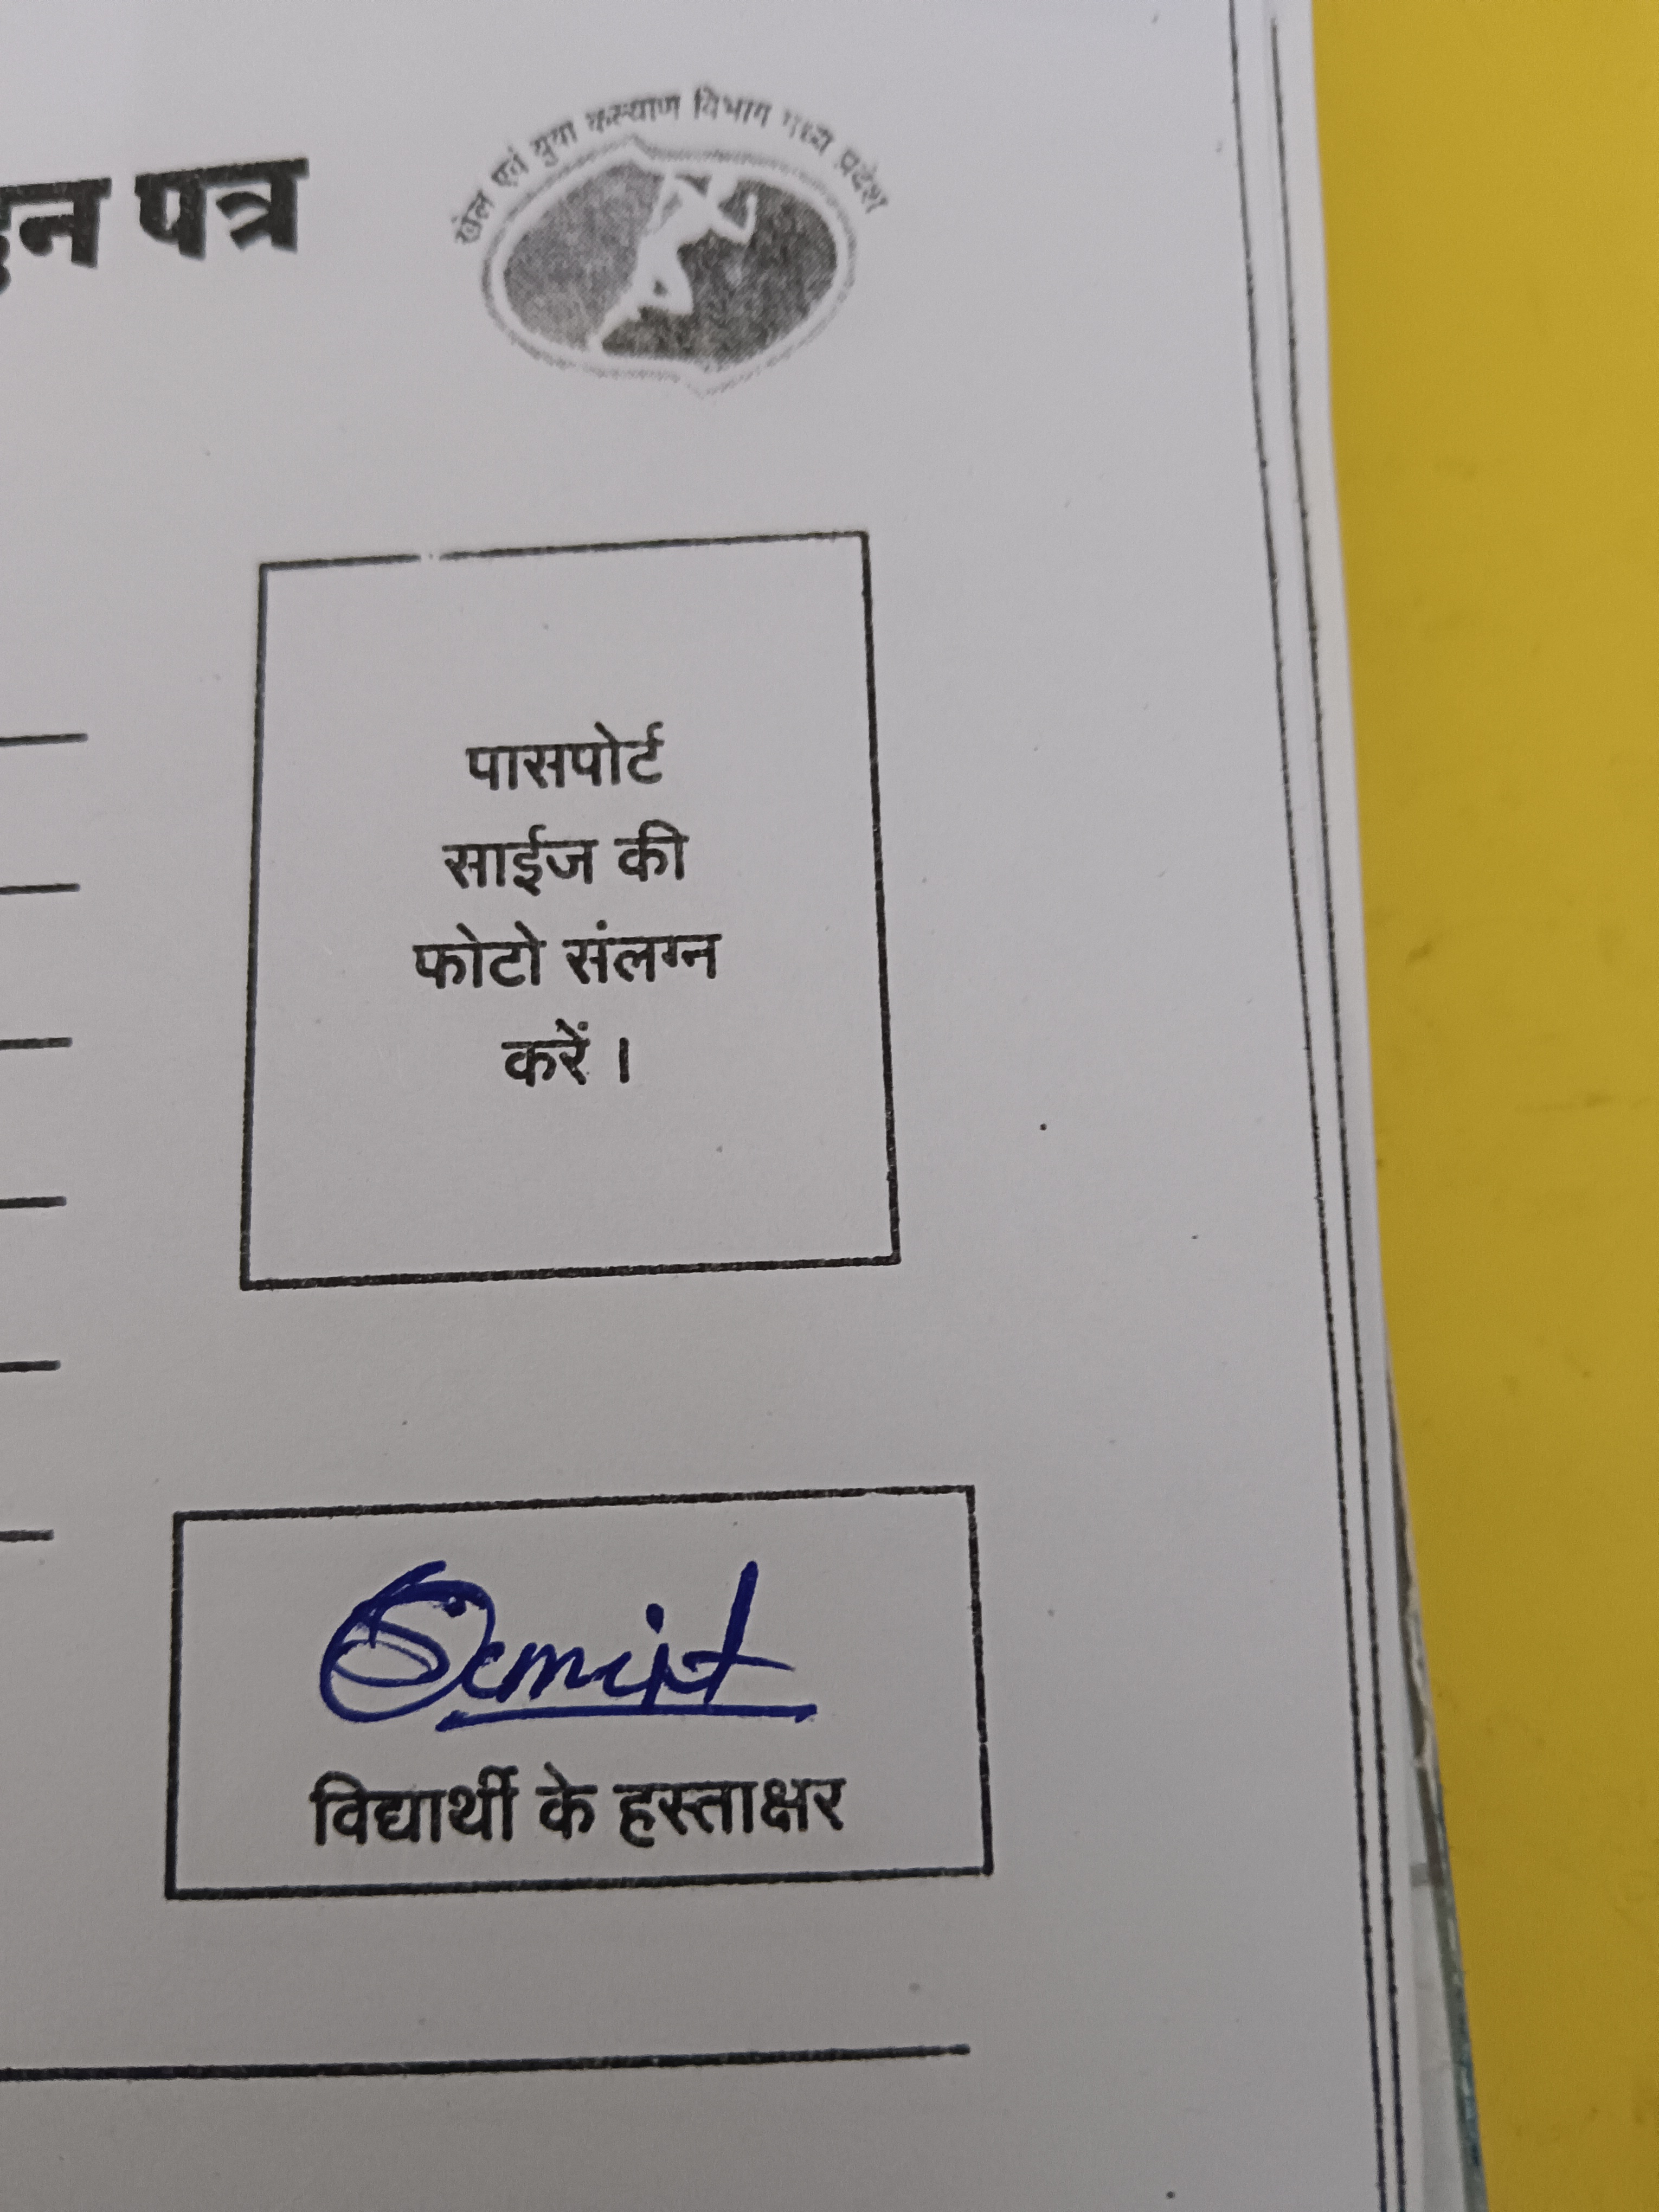 खेल एवं युवा कल्याण विभाग मध्य प्रदेश
पत्र
पासपोर्ट
साईज की
फोटो संलग्न
करें ।
विद्यार्थी के हस्ताक्षर